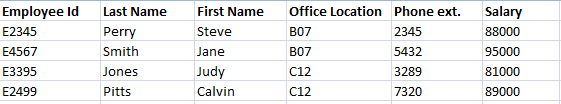 Employee Id Last Name First Name Office Location Phone ext. Salary
E2345 Perry Steve B07 2345 88000
E4567 Smith Jane B07 5432 95000
E3395 Jones Judy C12 3289 81000
E2499 Pitts Calvin C12 7320 89000